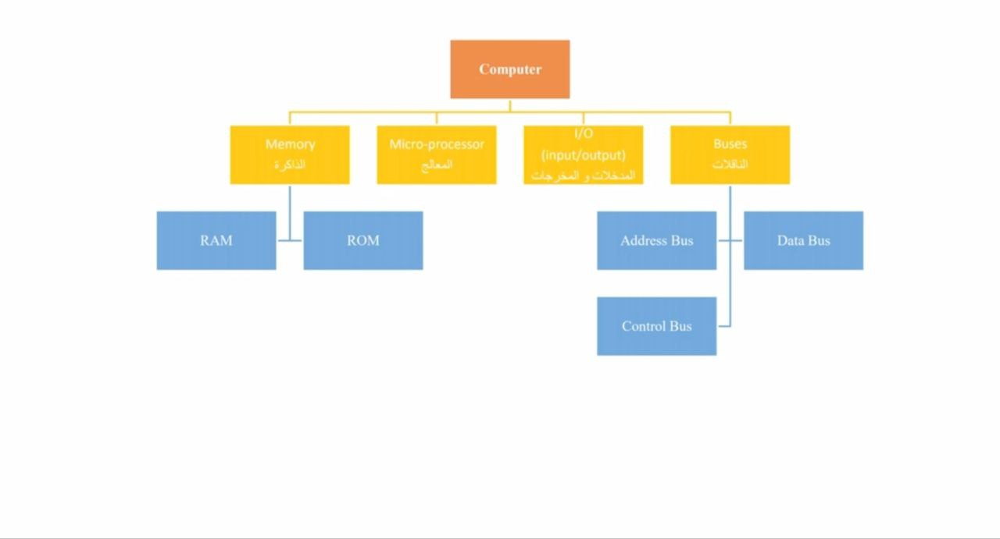 Computer
Memory
الذاكرة
Micro-processor
المعالج
I/O
(input/output)
المدخلات و المخرجات
Buses
الناقلات
RAM
ROM
Address Bus
Data Bus
Control Bus